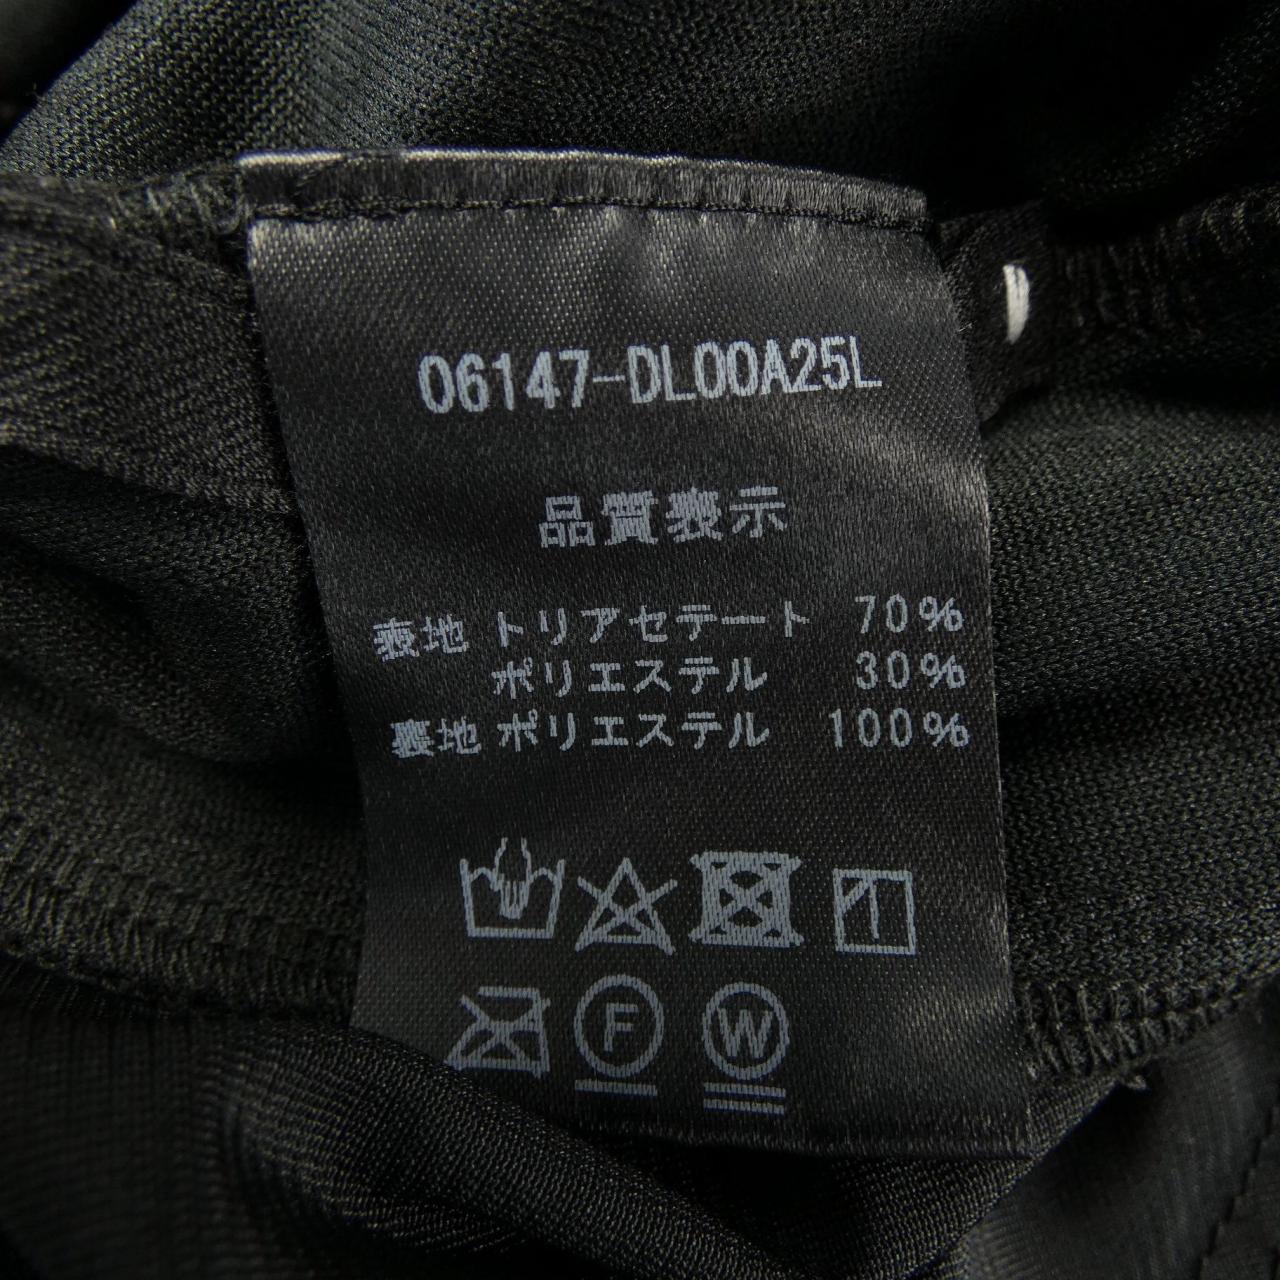 06147-DL00A25L
品質表示
表地 トリアセテート 70%
ポリエステル 30%
裏地 ポリエステル 100%
F W